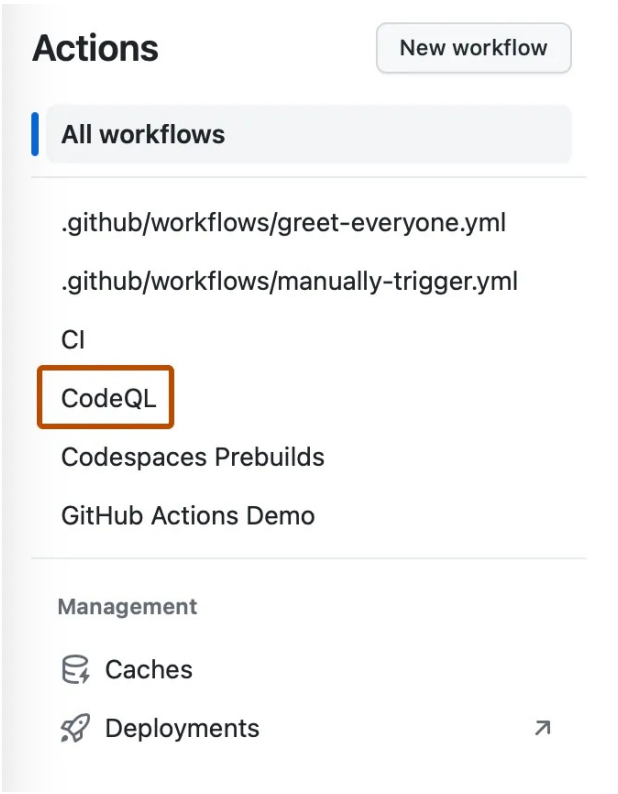 Actions
New workflow
All workflows
.github/workflows/greet-everyone.yml
.github/workflows/manually-trigger.yml
CI
CodeQL
Codespaces Prebuilds
GitHub Actions Demo
Management
Caches
Deployments